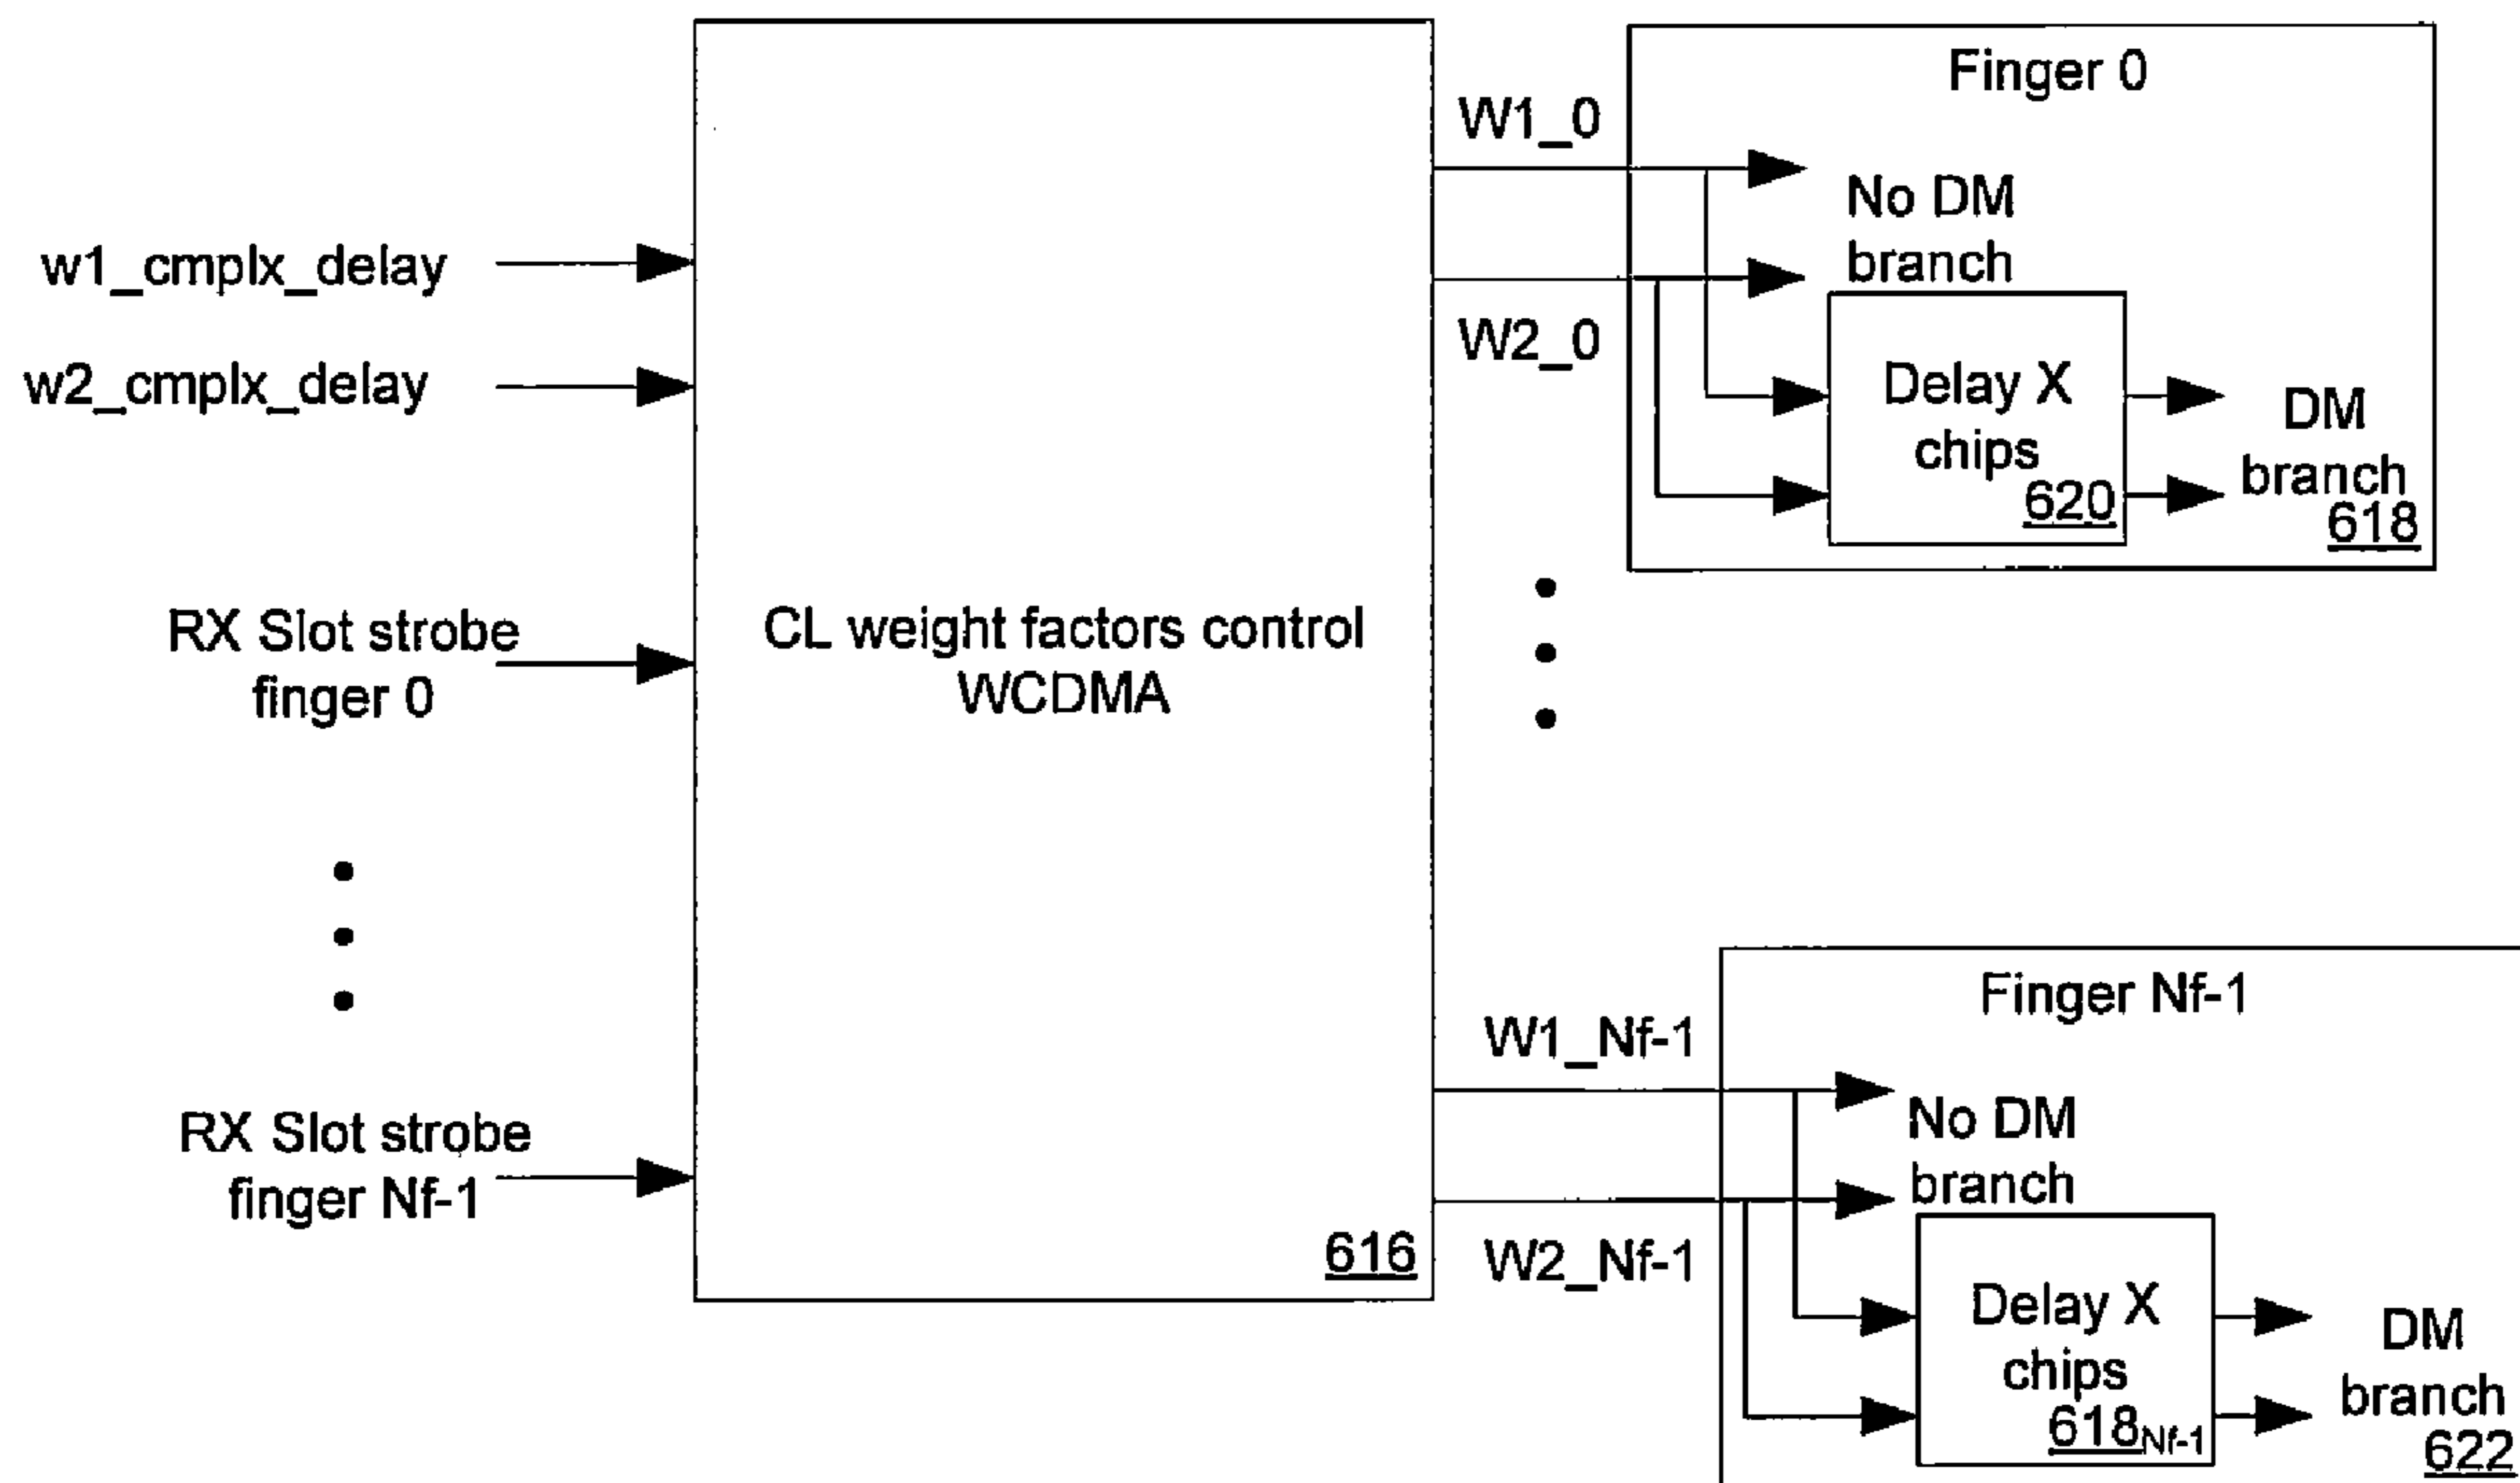 Finger 0
W1_0
No DM
branch
w1_cmplx_delay
W2_0
w2_cmplx_delay
Delay X
chips
620
DM
branch
618
RX Slot strobe
finger 0
CL weight factors control
WCDMA
616
Finger Nf-1
W1_Nf-1
No DM
branch
RX Slot strobe
finger Nf-1
W2_Nf-1
Delay X
chips
618Nf-1
DM
branch
622